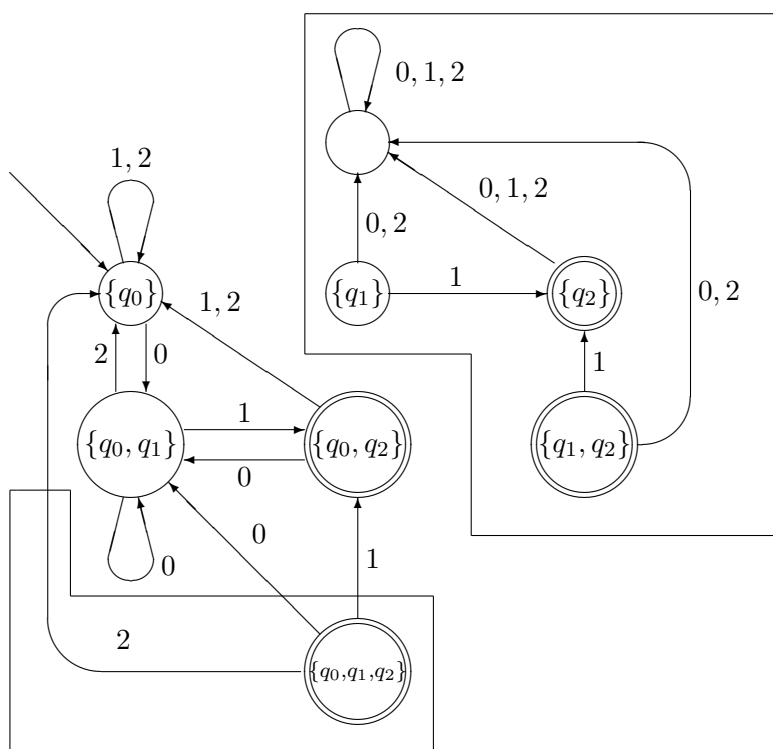 0, 1, 2
1, 2
0, 1, 2
0, 2
{q₀}
{q₁}
1
{q₂}
0, 2
1, 2
2
0
1
{q₀, q₁}
1
{q₀, q₂}
{q₁, q₂}
0
0
0
1
2
{q₀,q₁,q₂}